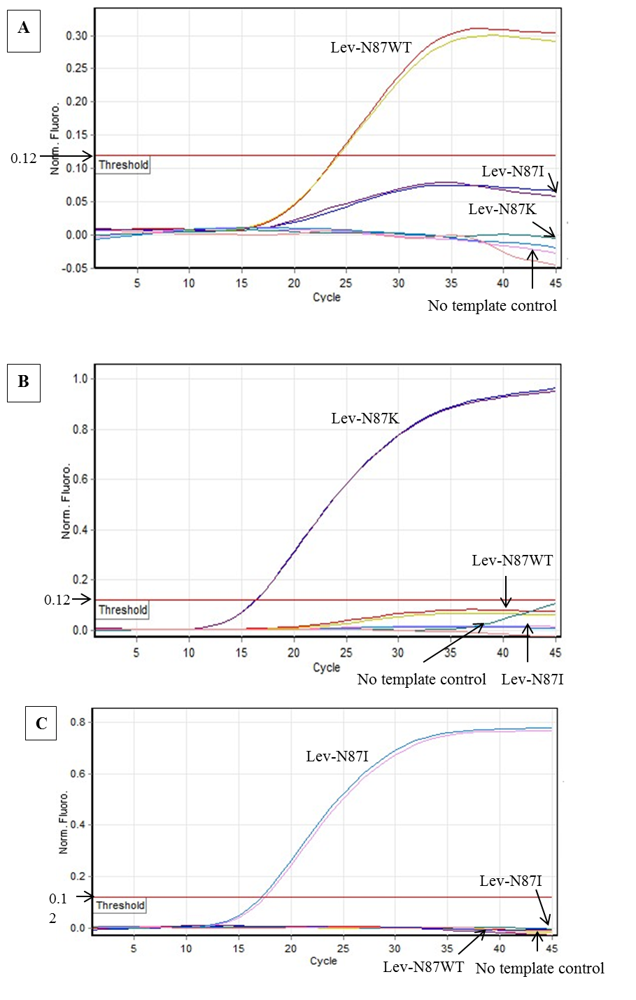 A
Norm. Fluoro.
0.30
0.25
0.20
0.15
0.10
0.05
0.00
-0.05
0.12
Threshold
Lev-N87WT
Lev-N87I
Lev-N87K
5 10 15 20 25 30 35 40 45
Cycle
No template control
B
Norm. Fluoro.
1.0
0.8
0.6
0.4
0.2
0.0
0.12
Threshold
Lev-N87K
Lev-N87WT
5 10 15 20 25 30 35 40 45
Cycle
No template control Lev-N87I
C
Norm. Fluoro.
0.8
0.6
0.4
0.2
0.0
0.1
2
Threshold
Lev-N87I
Lev-N87I
5 10 15 20 25 30 35 40 45
Cycle
Lev-N87WT No template control